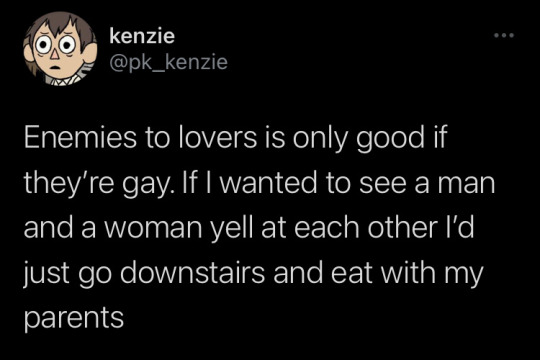 kenzie
@pk_kenzie
Enemies to lovers is only good if
they're gay. If I wanted to see a man
and a woman yell at each other I'd
just go downstairs and eat with my
parents